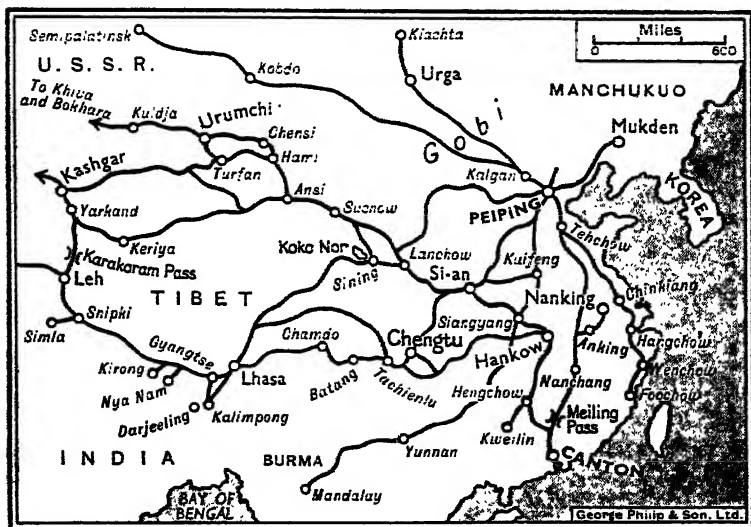 Semipalatinsk
Kiachta
Miles
0
600
U.S.S.R.
Kobdo
Urga
To Khiva
and Bokhara
Kuldja
Urumchi
Chensi
Gobi
MANCHUKUO
Mukden
Kashgar
Turfan
Hami
Kalgan
Ansi
PEIPING
KOREA
Yarkand
Suchow
Tehchow
Keriya
Koko Nor
Lanchow
Kuifeng
Karakoram Pass
Sining
Si-an
Chinkiang
Leh
TIBET
Nanking
Snipki
Siangyang
Simla
Chamdo
Chengtu
Anking
Hangchow
Gyangtse
Hankow
Wenchow
Kirong
Lhasa
Batang
Tachienlu
Hengchow
Nanchang
Foochow
Nya Nam
Darjeeling
Kalimpong
Meiling
Pass
Kweilin
INDIA
BURMA
Yunnan
CANTON
Mandalay
BAY OF
BENGAL
George Philip & Son. Ltd.